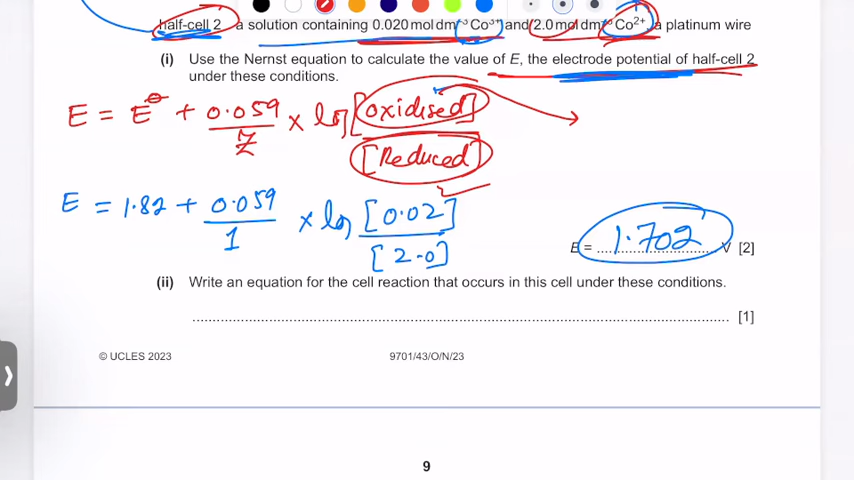 half-cell 2 a solution containing 0.020 mol dm⁻³ Co³⁺ and 2.0 mol dm⁻³ Co²⁺, a platinum wire
(i) Use the Nernst equation to calculate the value of E, the electrode potential of half-cell 2
under these conditions.
E = E⊖ + 0.059/Z × log [oxidised]/[Reduced]
E = 1.82 + 0.059/1 × log [0.02]/[2.0]
E = 1.702 V [2]
(ii) Write an equation for the cell reaction that occurs in this cell under these conditions.
[1]
© UCLES 2023 9701/43/O/N/23
9